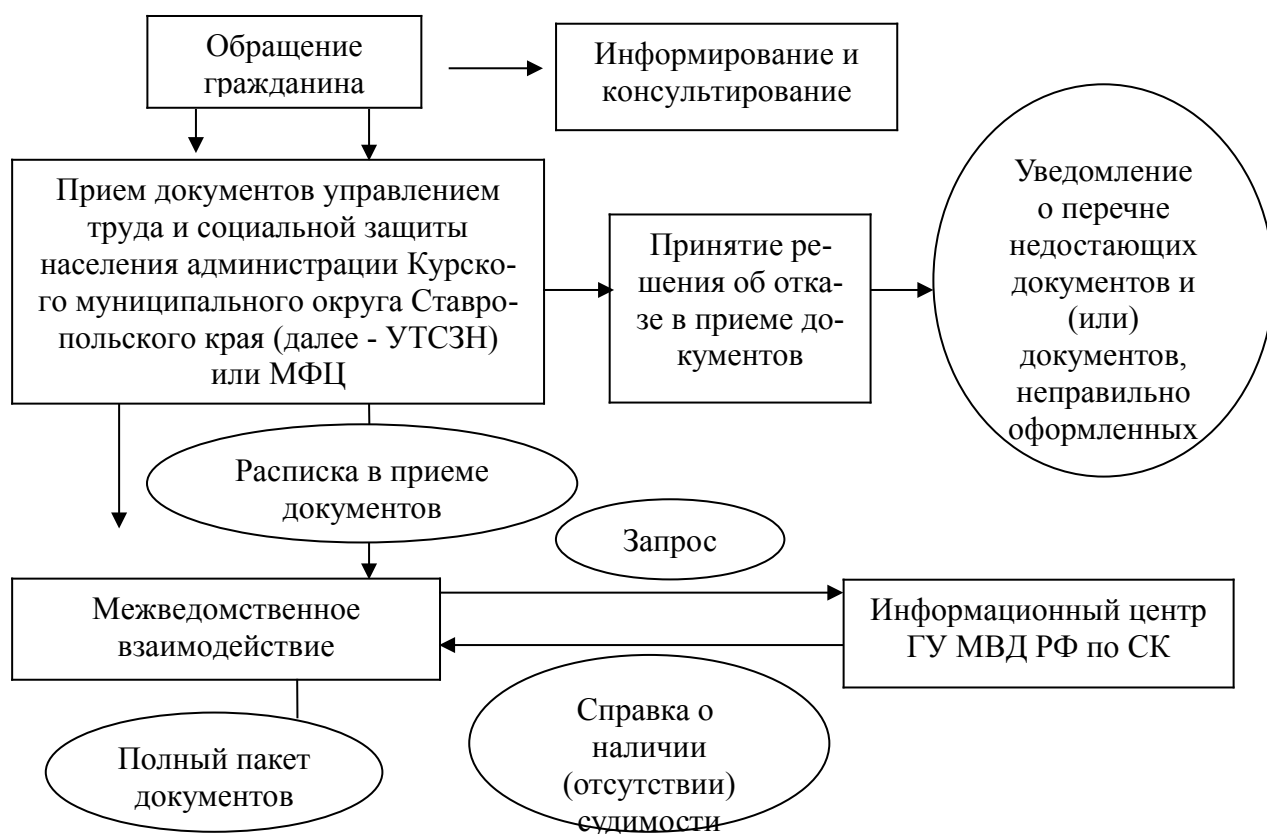 Обращение
гражданина
Информирование и
консультирование
Прием документов управлением
труда и социальной защиты
населения администрации Курско-
го муниципального округа Ставро-
польского края (далее - УТСЗН)
или МФЦ
Принятие ре-
шения об отка-
зе в приеме до-
кументов
Уведомление
о перечне
недостающих
документов и
(или)
документов,
неправильно
оформленных
Расписка в приеме
документов
Запрос
Межведомственное
взаимодействие
Информационный центр
ГУ МВД РФ по СК
Справка о
наличии
(отсутствии)
судимости
Полный пакет
документов